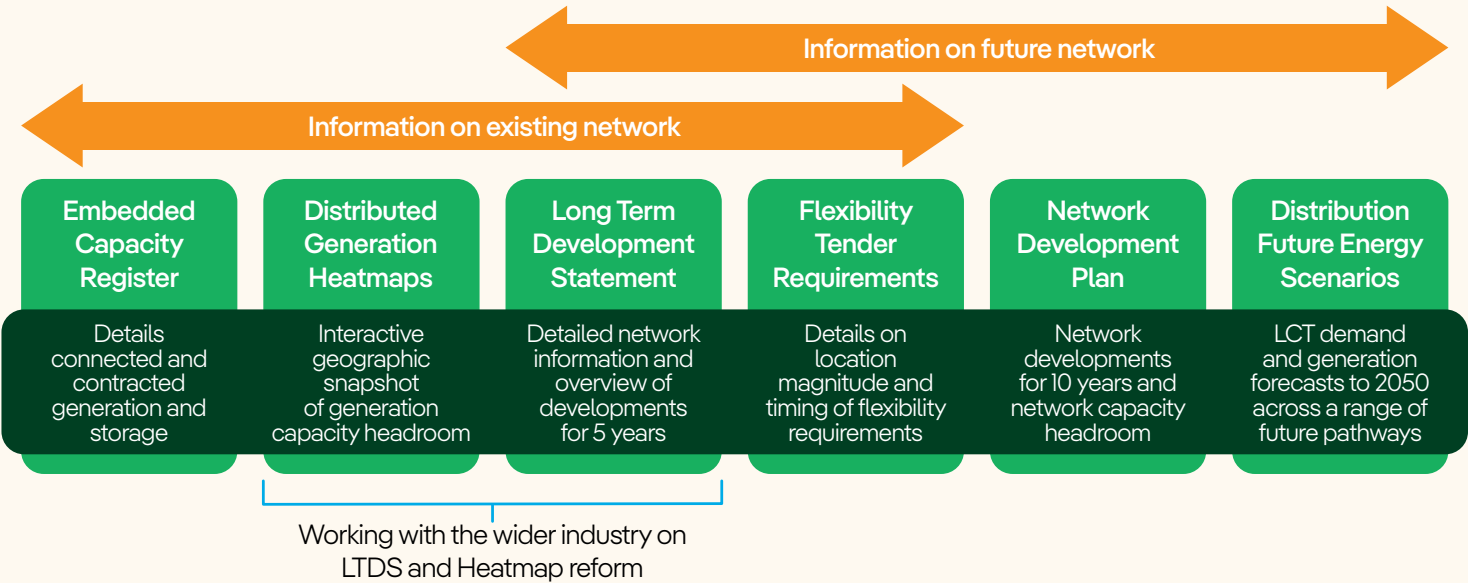 Information on future network
Information on existing network
Embedded
Capacity
Register
Details
connected and
contracted
generation and
storage
Distributed
Generation
Heatmaps
Interactive
geographic
snapshot
of generation
capacity headroom
Long Term
Development
Statement
Detailed network
information and
overview of
developments
for 5 years
Flexibility
Tender
Requirements
Details on
location
magnitude and
timing of flexibility
requirements
Network
Development
Plan
Network
developments
for 10 years and
network capacity
headroom
Distribution
Future Energy
Scenarios
LCT demand
and generation
forecasts to 2050
across a range of
future pathways
Working with the wider industry on
LTDS and Heatmap reform